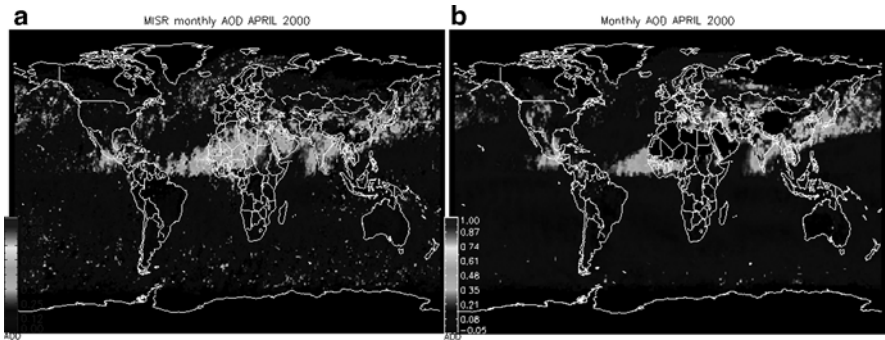 a
MISR monthly AOD APRIL 2000
b
Monthly AOD APRIL 2000
1.00
0.87
0.74
0.61
0.48
0.35
0.21
0.08
-0.05
AOD
AOD